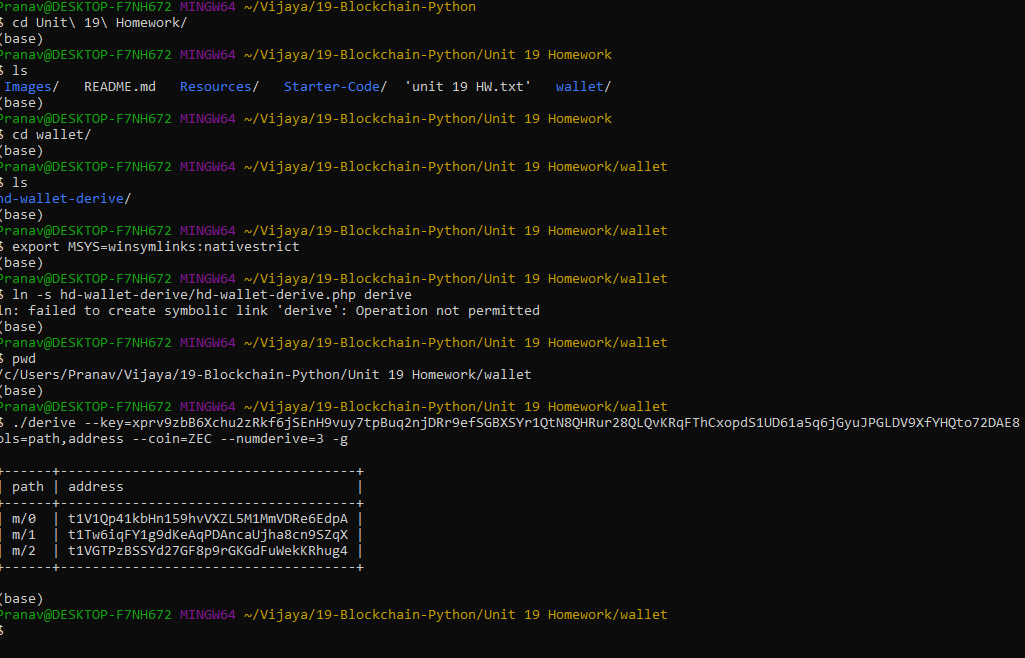 Pranav@DESKTOP-F7NH672 MINGW64 ~/Vijaya/19-Blockchain-Python
$ cd Unit\ 19\ Homework/
(base)
Pranav@DESKTOP-F7NH672 MINGW64 ~/Vijaya/19-Blockchain-Python/Unit 19 Homework
$ ls
Images/   README.md   Resources/   Starter-Code/  'unit 19 HW.txt'   wallet/
(base)
Pranav@DESKTOP-F7NH672 MINGW64 ~/Vijaya/19-Blockchain-Python/Unit 19 Homework
$ cd wallet/
(base)
Pranav@DESKTOP-F7NH672 MINGW64 ~/Vijaya/19-Blockchain-Python/Unit 19 Homework/wallet
$ ls
hd-wallet-derive/
(base)
Pranav@DESKTOP-F7NH672 MINGW64 ~/Vijaya/19-Blockchain-Python/Unit 19 Homework/wallet
$ export MSYS=winsymlinks:nativestrict
(base)
Pranav@DESKTOP-F7NH672 MINGW64 ~/Vijaya/19-Blockchain-Python/Unit 19 Homework/wallet
$ ln -s hd-wallet-derive/hd-wallet-derive.php derive
ln: failed to create symbolic link 'derive': Operation not permitted
(base)
Pranav@DESKTOP-F7NH672 MINGW64 ~/Vijaya/19-Blockchain-Python/Unit 19 Homework/wallet
$ pwd
/c/Users/Pranav/Vijaya/19-Blockchain-Python/Unit 19 Homework/wallet
(base)
Pranav@DESKTOP-F7NH672 MINGW64 ~/Vijaya/19-Blockchain-Python/Unit 19 Homework/wallet
$ ./derive --key=xprv9zbB6Xchu2zRkf6jSEnH9vuy7tpBuq2njDRr9efSGBXSYr1QtN8QHRur28QLQvKRqFThCxopdS1UD61a5q6jGyuJPGLDV9XfYHQto72DAE8
ols=path,address --coin=ZEC --numderive=3 -g
+------+-------------------------------------+
| path | address                             |
+------+-------------------------------------+
| m/0  | t1V1Qp41kbHn159hvVXZL5M1MmVDRe6EdpA |
| m/1  | t1Tw6iqFY1g9dKeAqPDAncaUjha8cn9SZqX |
| m/2  | t1VGTPzBSSYd27GF8p9rGKGdFuWekKRhug4 |
+------+-------------------------------------+
(base)
Pranav@DESKTOP-F7NH672 MINGW64 ~/Vijaya/19-Blockchain-Python/Unit 19 Homework/wallet
$